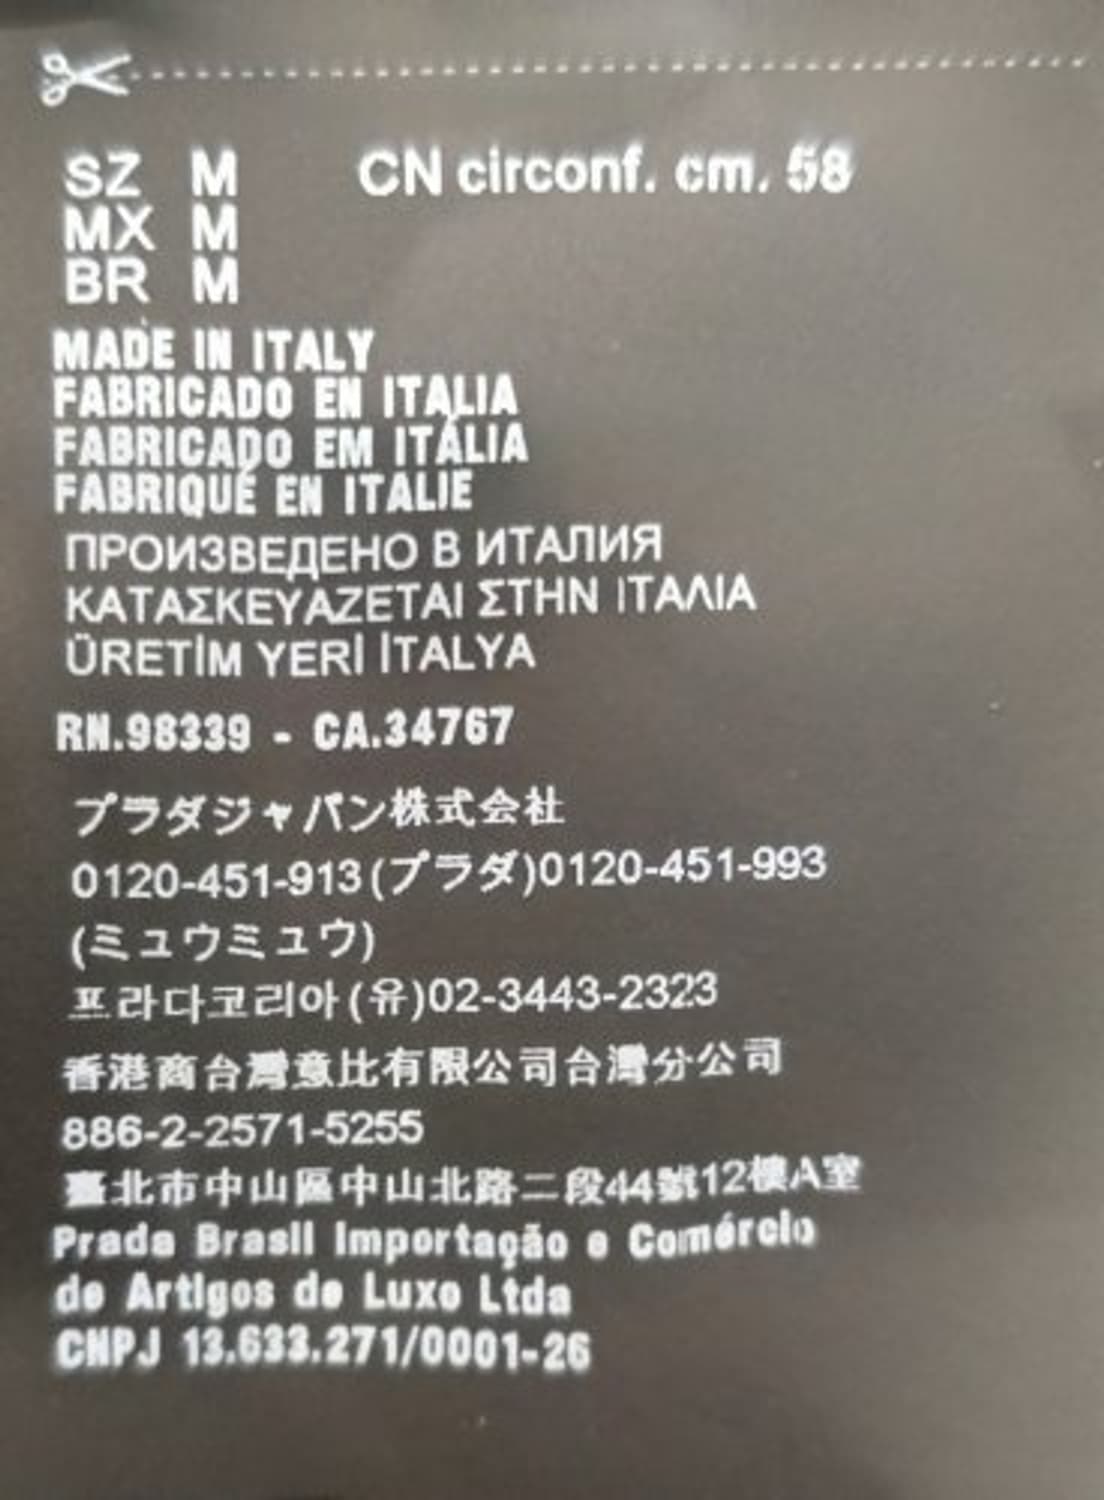 SZ M CN circonf. cm. 58
MX M
BR M
MADE IN ITALY
FABRICADO EN ITALIA
FABRICADO EM ITÁLIA
FABRIQUÉ EN ITALIE
ПРОИЗВЕДЕНО В ИТАЛИЯ
ΚΑΤΑΣΚΕΥΑΖΕΤΑΙ ΣΤΗΝ ΙΤΑΛΙΑ
ÜRETİM YERİ İTALYA
RN.98339 - CA.34767
プラダジャパン株式会社
0120-451-913(プラダ)0120-451-993
(ミュウミュウ)
프라다코리아(유)02-3443-2323
香港商台灣意比有限公司台灣分公司
886-2-2571-5255
臺北市中山區中山北路二段44號12樓A室
Prada Brasil Importação e Comércio
de Artigos de Luxo Ltda
CNPJ 13.633.271/0001-26